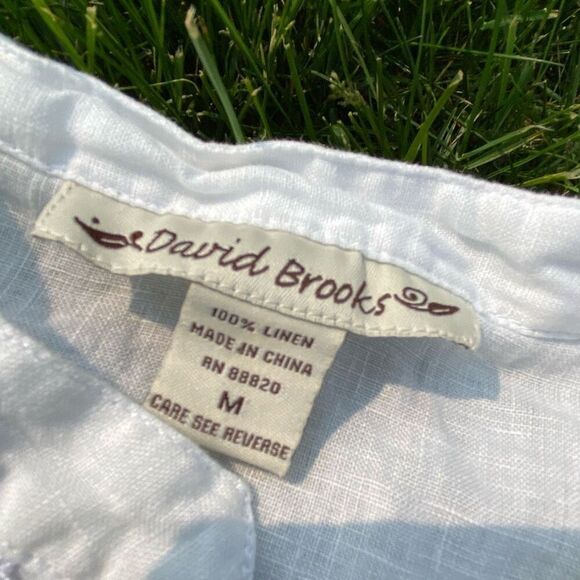 David Brooks
100% LINEN
MADE IN CHINA
RN 88820
M
CARE SEE REVERSE